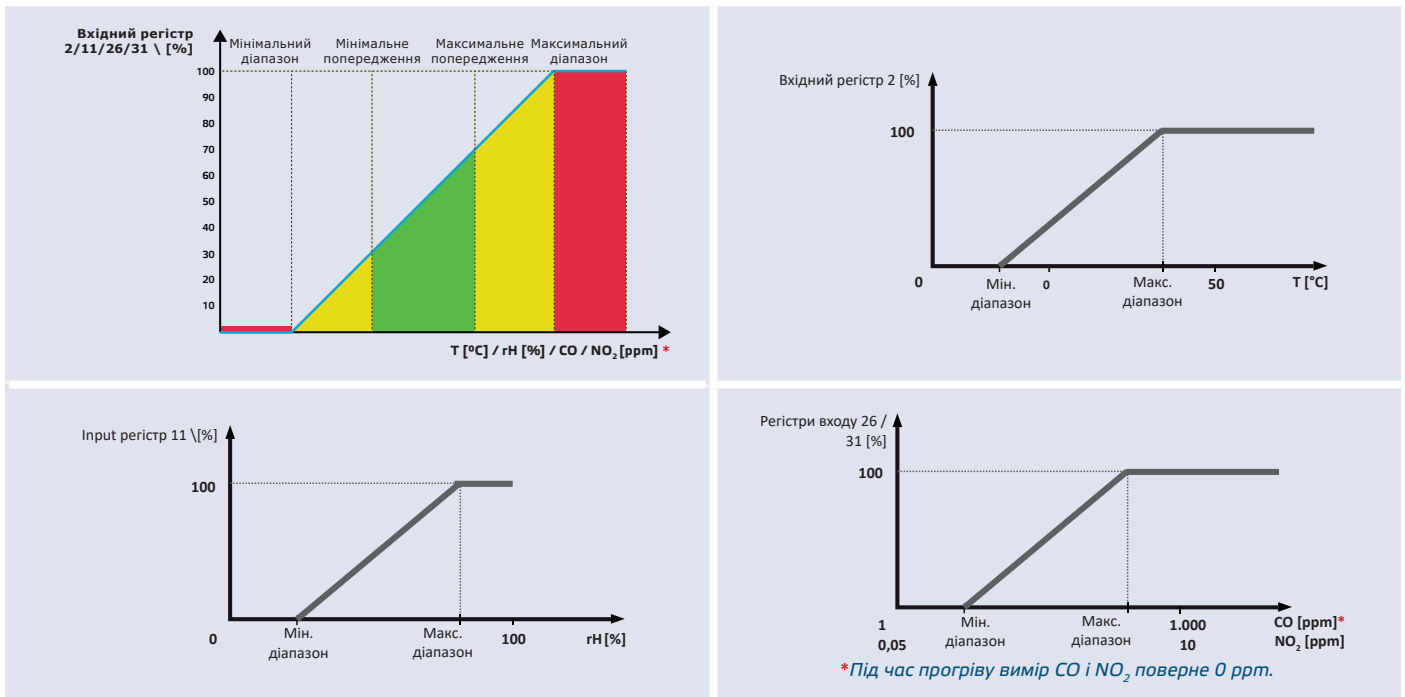 Вхідний регістр
2/11/26/31 \ [%]
Мінімальний діапазон
Мінімальне попередження
Максимальне попередження
Максимальний діапазон
100
90
80
70
60
50
40
30
20
10
T [ºC] / rH [%] / CO / NO₂ [ppm] *
Вхідний регістр 2 [%]
100
0
Мін. діапазон
0
Макс. діапазон
50
T [°C]
Input регістр 11 \[%]
100
0
Мін. діапазон
Макс. діапазон
100
rH [%]
Регістри входу 26 /
31 [%]
100
1
0,05
Мін. діапазон
Макс. діапазон
1.000
10
CO [ppm]*
NO₂ [ppm]
*Під час прогріву вимір CO і NO₂ поверне 0 ppm.